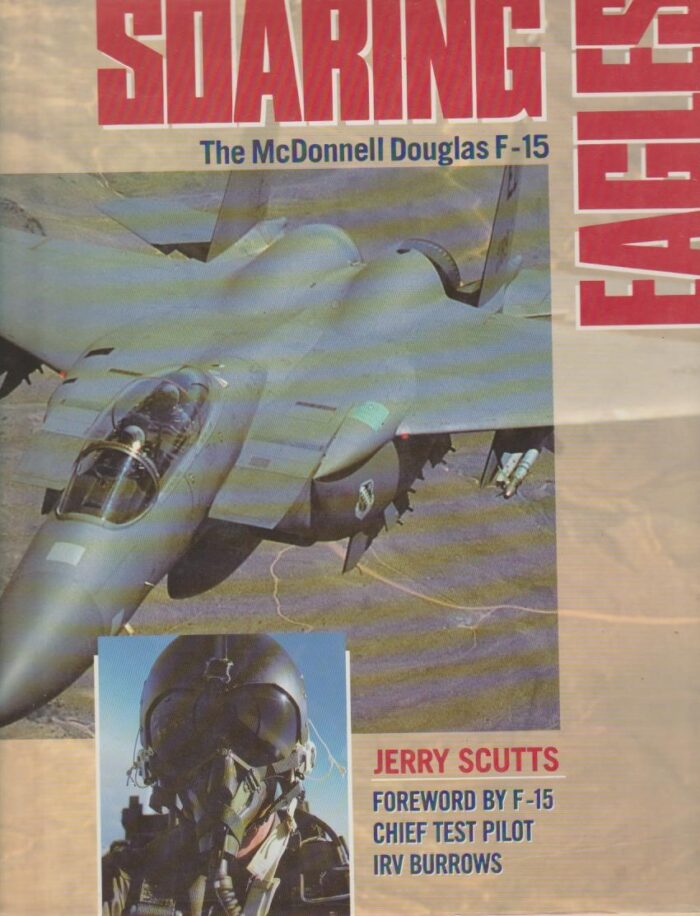 SOARING
EAGLES
The McDonnell Douglas F-15
JERRY SCUTTS
FOREWORD BY F-15
CHIEF TEST PILOT
IRV BURROWS